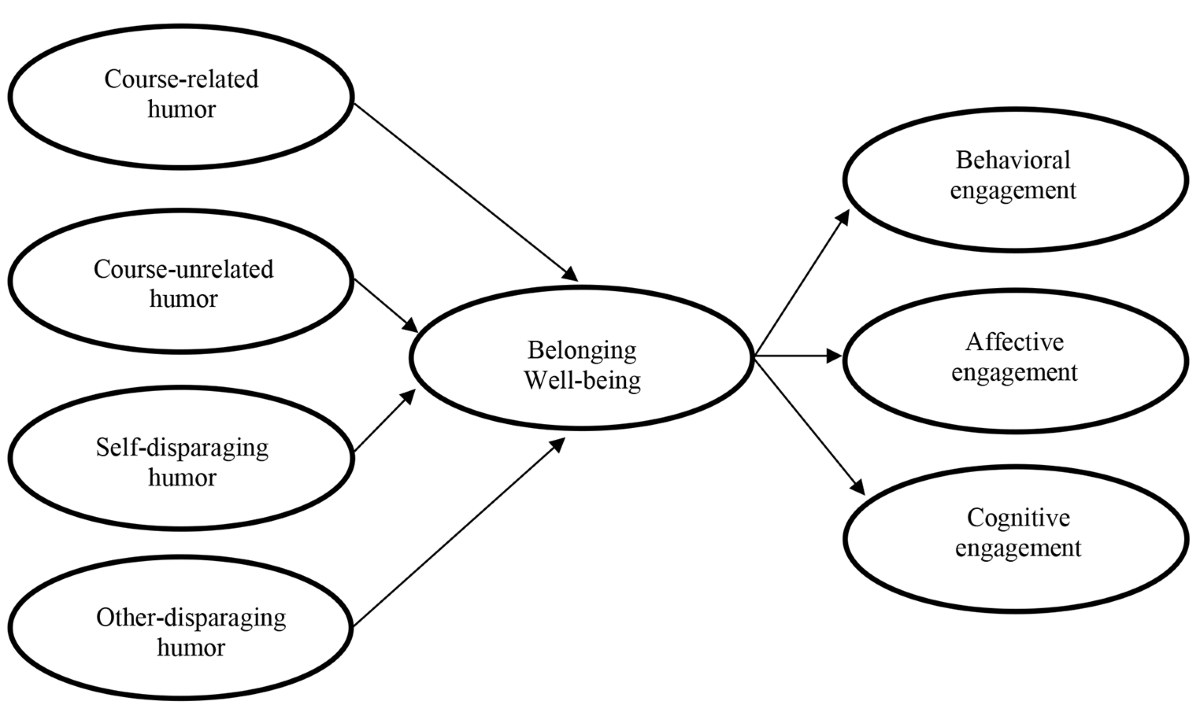 Course-related
humor
Course-unrelated
humor
Self-disparaging
humor
Other-disparaging
humor
Belonging
Well-being
Behavioral
engagement
Affective
engagement
Cognitive
engagement